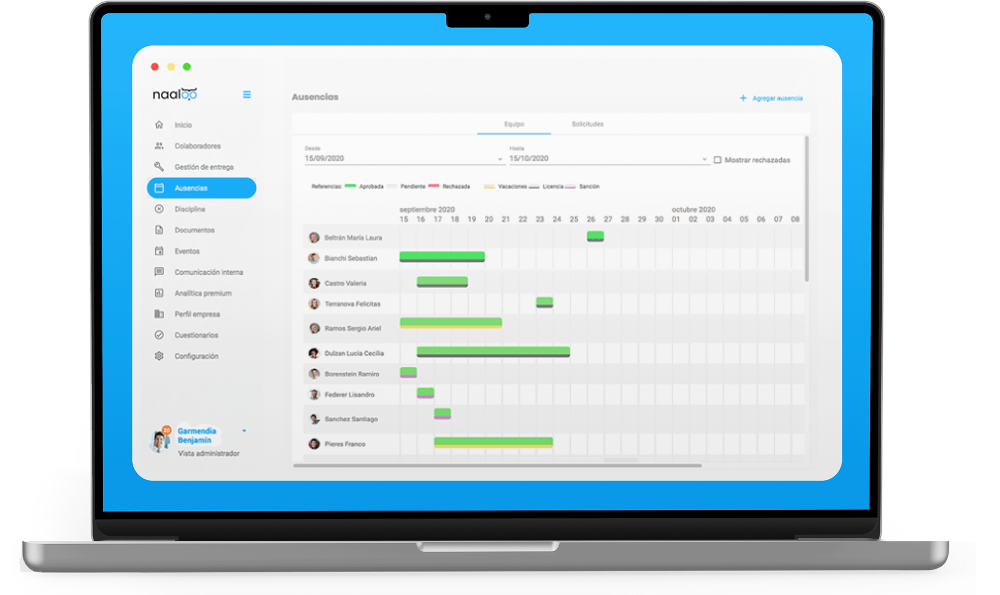 naaloo
Inicio
Colaboradores
Gestión de entrega
Ausencias
Disciplina
Documentos
Eventos
Comunicación interna
Analítica premium
Perfil empresa
Cuestionarios
Configuración
20
Garmendia
Benjamín
Vista administrador
Ausencias
+ Agregar ausencia
Equipo Solicitudes
Desde Hasta
15/09/2020 15/10/2020 Mostrar rechazadas
Referencias: Aprobada Pendiente Rechazada Vacaciones Licencia Sanción
septiembre 2020 octubre 2020
15 16 17 18 19 20 21 22 23 24 25 26 27 28 29 30 01 02 03 04 05 06 07 08
Beltrán María Laura
Bianchi Sebastian
Castro Valeria
Terranova Felicitas
Ramos Sergio Ariel
Dulzan Lucia Cecilia
Borenstein Ramiro
Federer Lisandro
Sanchez Santiago
Pieres Franco